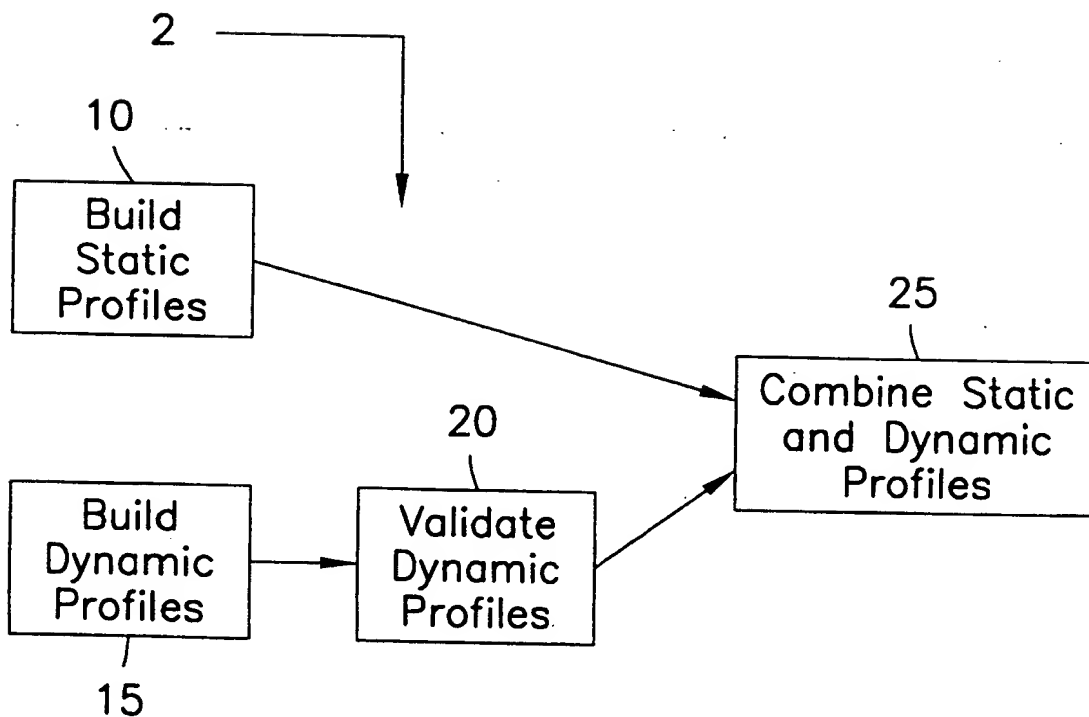 2
10
Build
Static
Profiles
25
Combine Static
and Dynamic
Profiles
20
Build
Dynamic
Profiles
Validate
Dynamic
Profiles
15